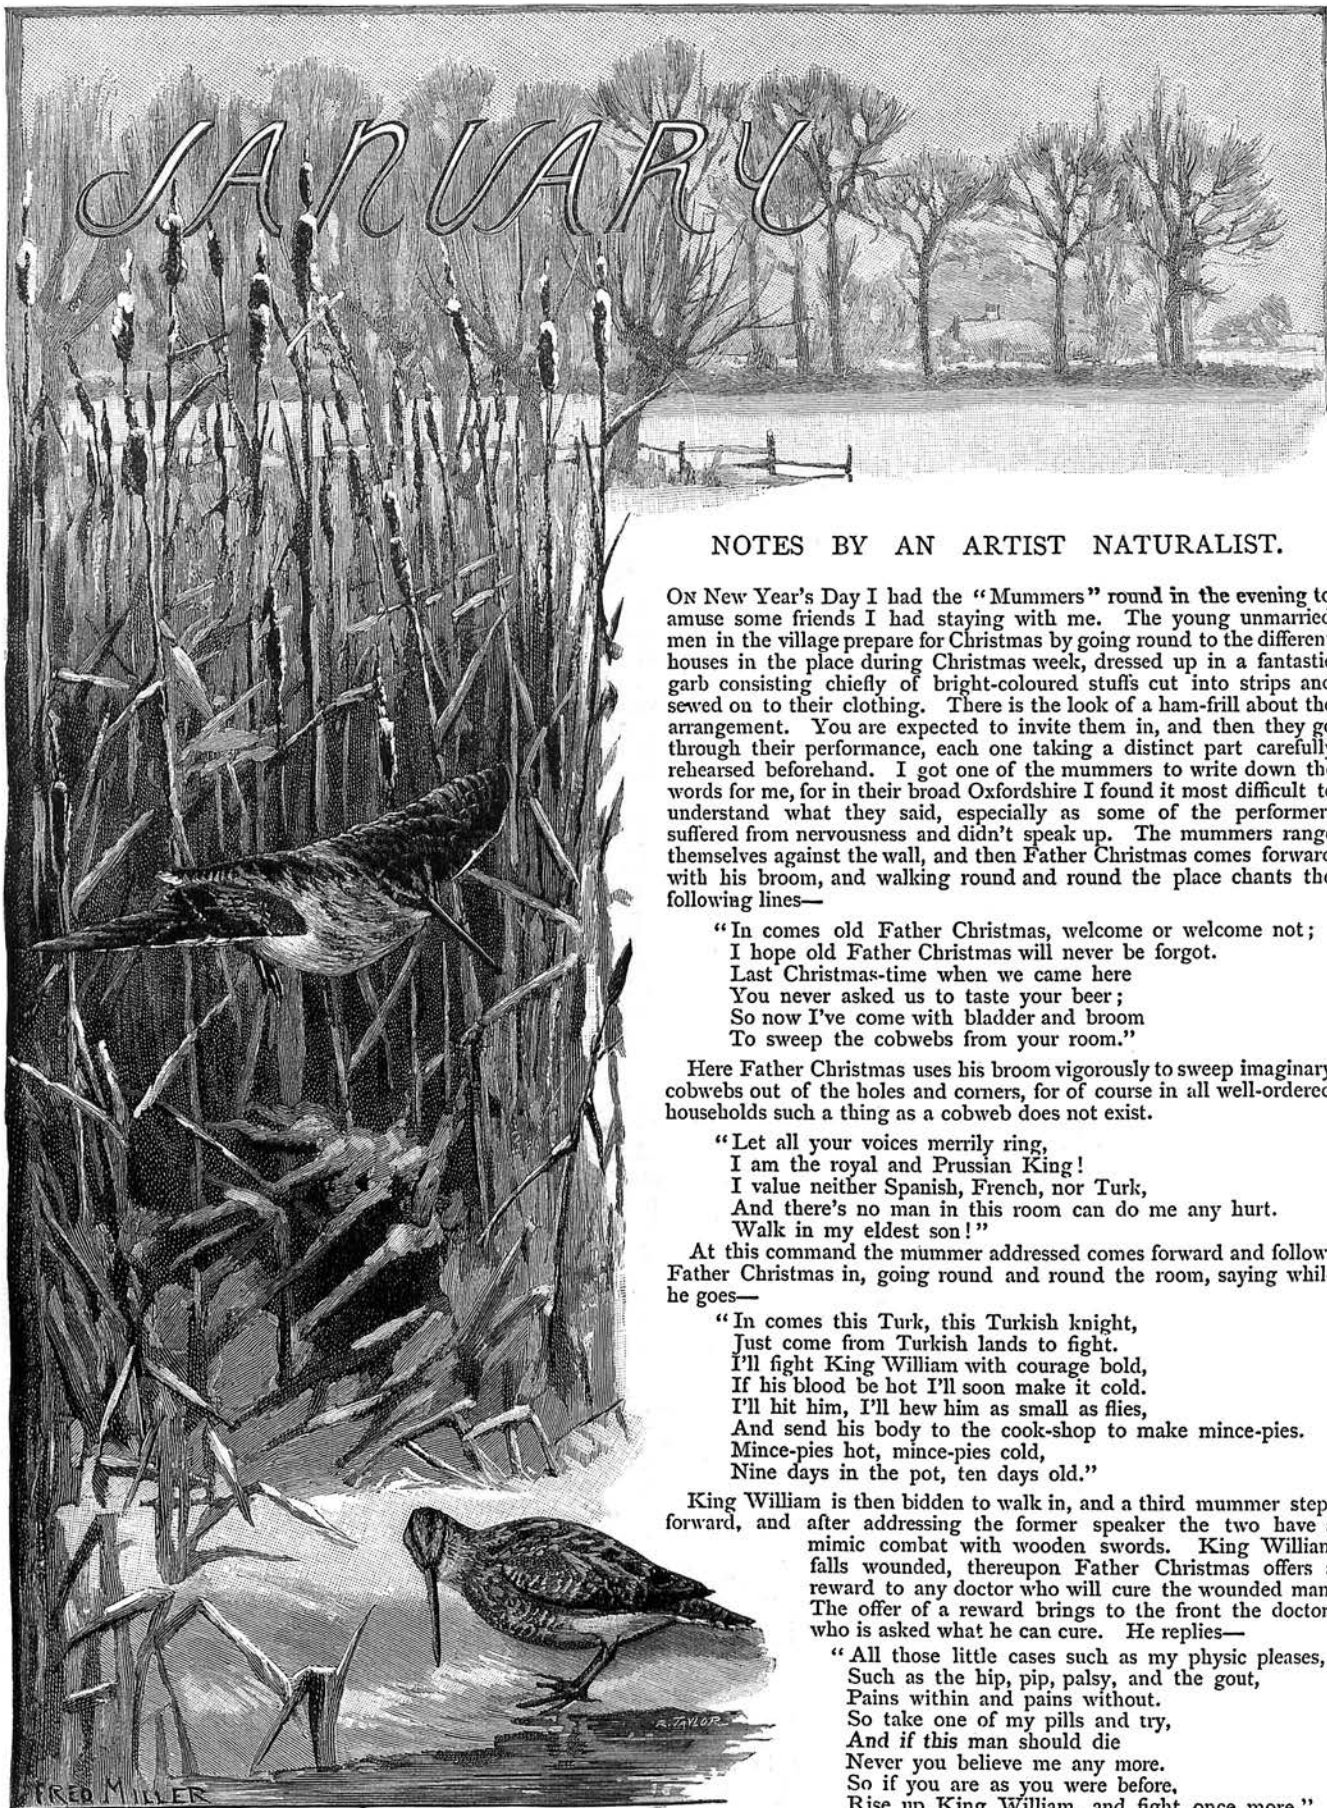 JANUARY
NOTES BY AN ARTIST NATURALIST.
ON New Year's Day I had the “Mummers” round in the evening to
amuse some friends I had staying with me. The young unmarried
men in the village prepare for Christmas by going round to the different
houses in the place during Christmas week, dressed up in a fantastic
garb consisting chiefly of bright-coloured stuffs cut into strips and
sewed on to their clothing. There is the look of a ham-frill about the
arrangement. You are expected to invite them in, and then they go
through their performance, each one taking a distinct part carefully
rehearsed beforehand. I got one of the mummers to write down the
words for me, for in their broad Oxfordshire I found it most difficult to
understand what they said, especially as some of the performer
suffered from nervousness and didn't speak up. The mummers range
themselves against the wall, and then Father Christmas comes forward
with his broom, and walking round and round the place chants the
following lines—
“In comes old Father Christmas, welcome or welcome not;
I hope old Father Christmas will never be forgot.
Last Christmas-time when we came here
You never asked us to taste your beer;
So now I've come with bladder and broom
To sweep the cobwebs from your room.”
Here Father Christmas uses his broom vigorously to sweep imaginary
cobwebs out of the holes and corners, for of course in all well-ordered
households such a thing as a cobweb does not exist.
“Let all your voices merrily ring,
I am the royal and Prussian King!
I value neither Spanish, French, nor Turk,
And there's no man in this room can do me any hurt.
Walk in my eldest son!”
At this command the mummer addressed comes forward and follow
Father Christmas in, going round and round the room, saying whil
he goes—
“In comes this Turk, this Turkish knight,
Just come from Turkish lands to fight.
I'll fight King William with courage bold,
If his blood be hot I'll soon make it cold.
I'll hit him, I'll hew him as small as flies,
And send his body to the cook-shop to make mince-pies.
Mince-pies hot, mince-pies cold,
Nine days in the pot, ten days old.”
King William is then bidden to walk in, and a third mummer step
forward, and after addressing the former speaker the two have
mimic combat with wooden swords. King William
falls wounded, thereupon Father Christmas offers
reward to any doctor who will cure the wounded man
The offer of a reward brings to the front the doctor
who is asked what he can cure. He replies—
“All those little cases such as my physic pleases,
Such as the hip, pip, palsy, and the gout,
Pains within and pains without.
So take one of my pills and try,
And if this man should die
Never you believe me any more.
So if you are as you were before,
Rise up King William, and fight once more.”
R. TAYLOR
FRED MILLER